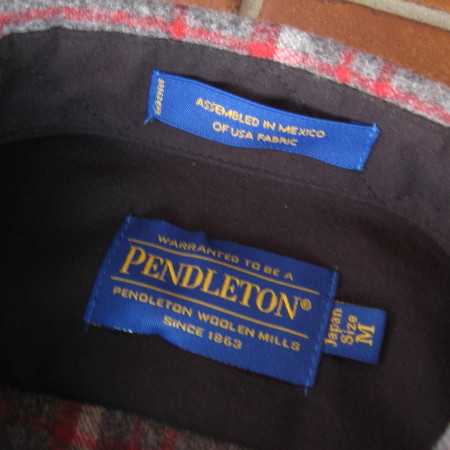 ASSEMBLED IN MEXICO
OF USA FABRIC
WARRANTED TO BE A
PENDLETON®
PENDLETON WOOLEN MILLS
SINCE 1863
Japan
Size
M